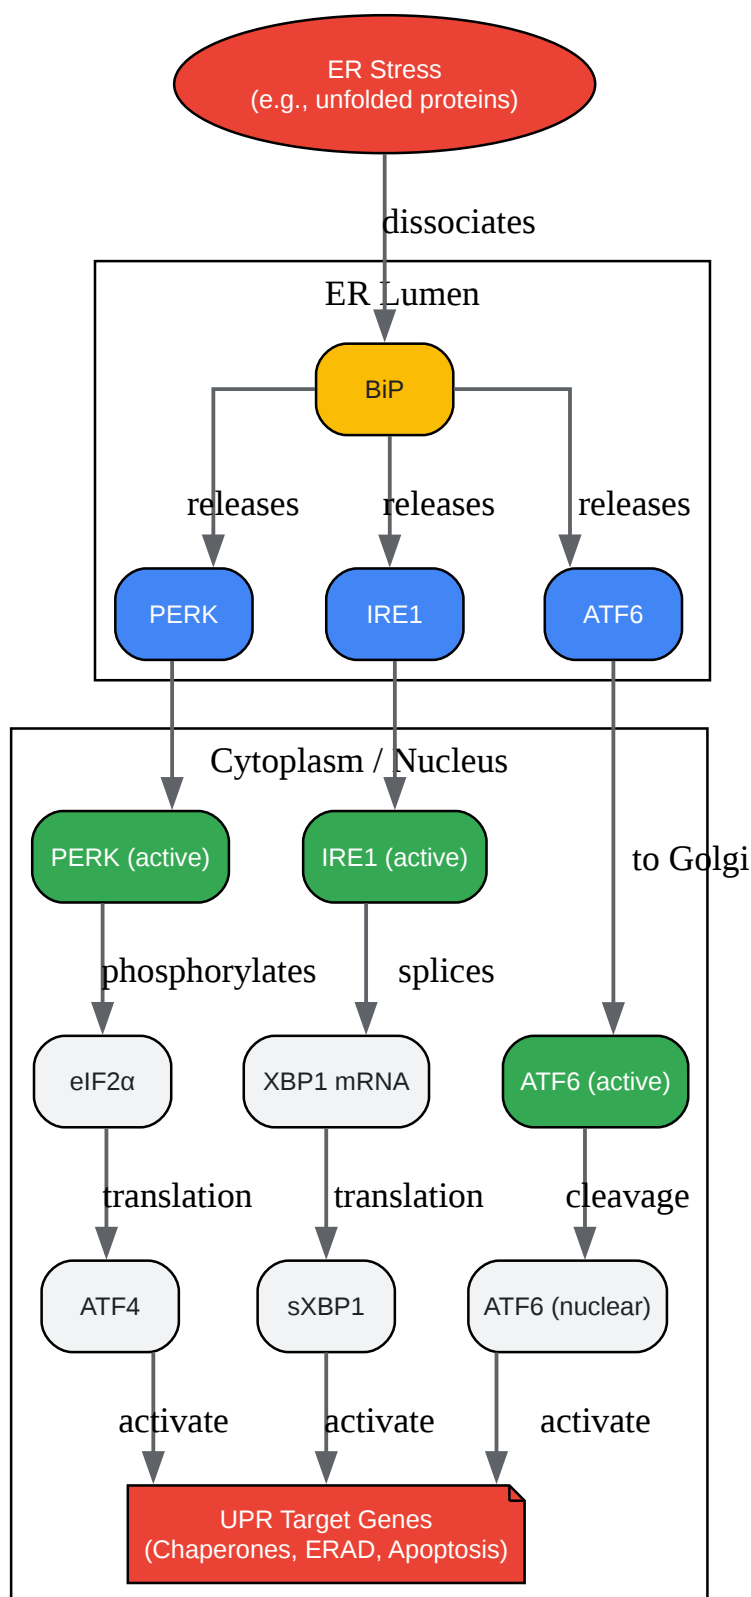 ER Stress
(e.g., unfolded proteins)
dissociates
ER Lumen
BiP
releases
releases
releases
PERK
IRE1
ATF6
Cytoplasm / Nucleus
PERK (active)
IRE1 (active)
to Golgi
phosphorylates
splices
eIF2α
XBP1 mRNA
ATF6 (active)
translation
translation
cleavage
ATF4
sXBP1
ATF6 (nuclear)
activate
activate
activate
UPR Target Genes
(Chaperones, ERAD, Apoptosis)